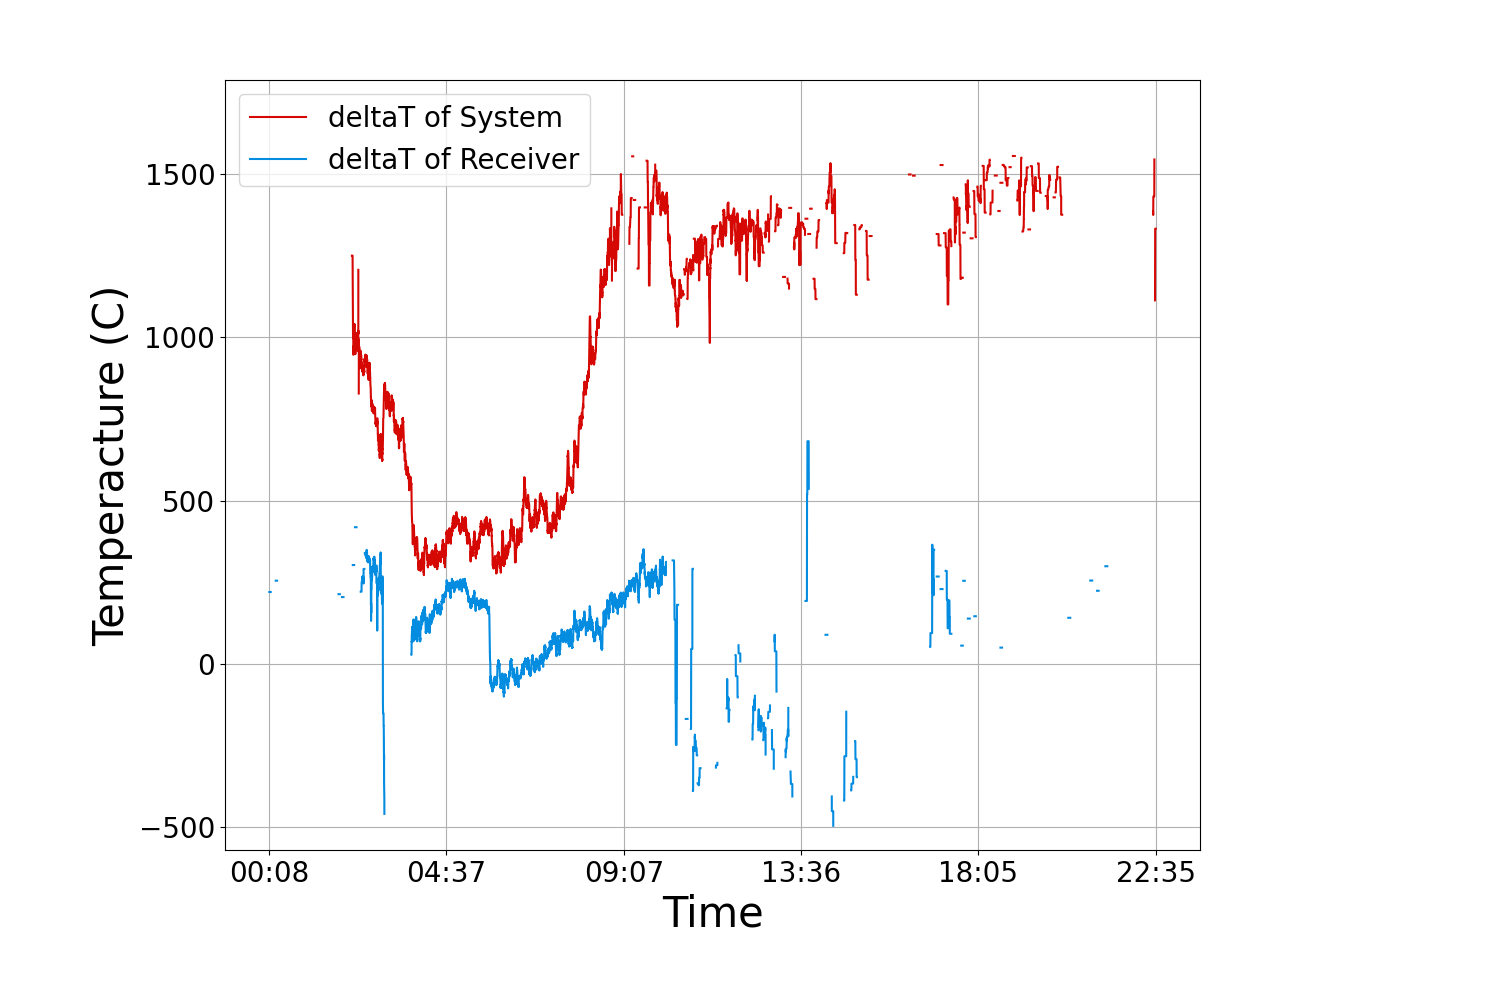 deltaT of System
deltaT of Receiver
1500
1000
500
0
−500
Temperacture (C)
00:08 04:37 09:07 13:36 18:05 22:35
Time